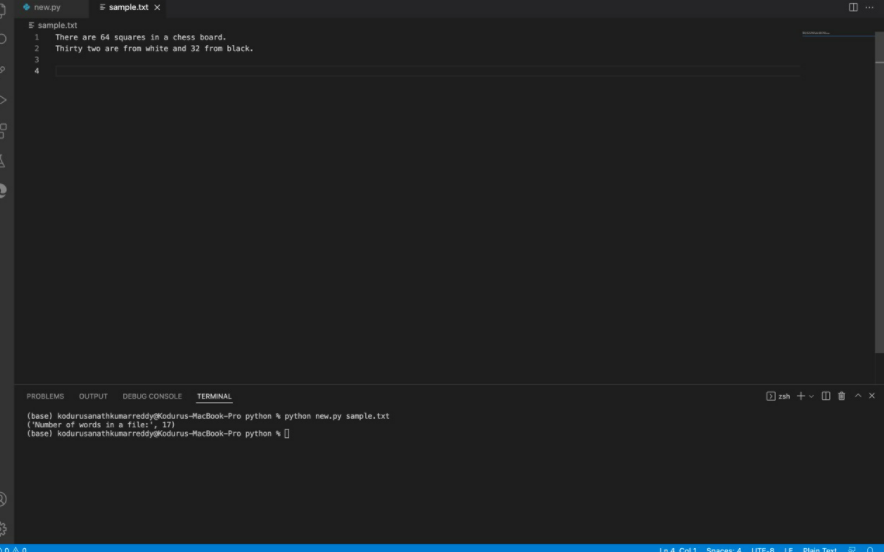 new.py
sample.txt
sample.txt
1 There are 64 squares in a chess board.
2 Thirty two are from white and 32 from black.
3
4
PROBLEMS OUTPUT DEBUG CONSOLE TERMINAL
zsh
(base) kodurusanathkumarreddy@Kodurus-MacBook-Pro python % python new.py sample.txt
('Number of words in a file:', 17)
(base) kodurusanathkumarreddy@Kodurus-MacBook-Pro python %
0 0 Ln 4, Col 1 Spaces: 4 UTF-8 LF Plain Text